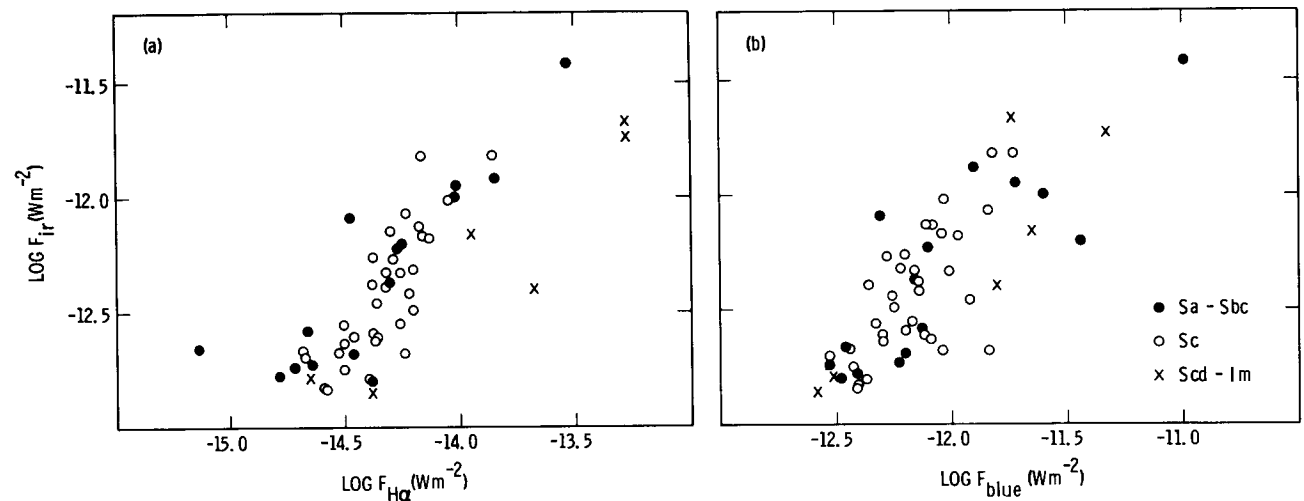 (a)
(b)
-11.5
-12.0
-12.5
LOG F_ir (Wm^-2)
Sa - Sbc
Sc
Scd - Im
-15.0 -14.5 -14.0 -13.5
-12.5 -12.0 -11.5 -11.0
LOG F_Hα (Wm^-2)
LOG F_blue (Wm^-2)